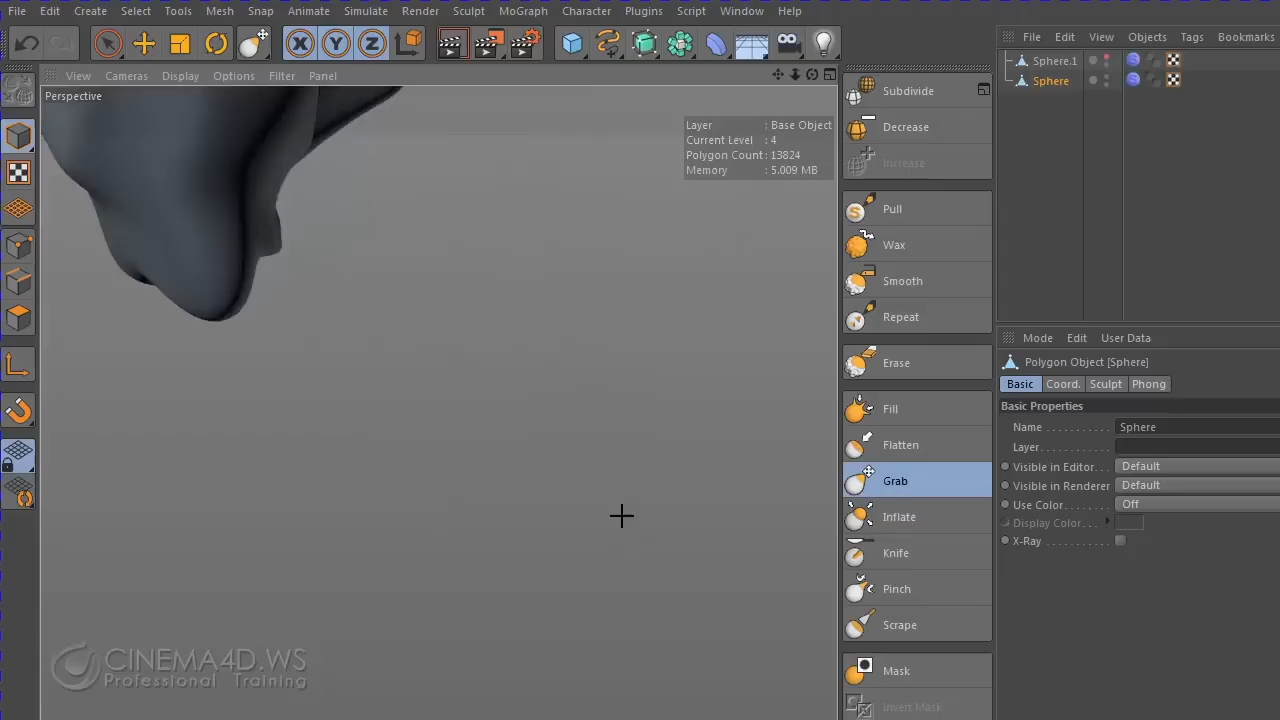 File Edit Create Select Tools Mesh Snap Animate Simulate Render Sculpt MoGraph Character Plugins Script Window Help
X Y Z
View Cameras Display Options Filter Panel
Perspective
Layer : Base Object
Current Level : 4
Polygon Count : 13824
Memory : 5.009 MB
CINEMA4D.WS
Professional Training
Subdivide
Decrease
Increase
Pull
Wax
Smooth
Repeat
Erase
Fill
Flatten
Grab
Inflate
Knife
Pinch
Scrape
Mask
Invert Mask
File Edit View Objects Tags Bookmarks
Sphere.1
Sphere
Mode Edit User Data
Polygon Object [Sphere]
Basic Coord. Sculpt Phong
Basic Properties
Name . . . . . . . . . . . Sphere
Layer. . . . . . . . . . .
Visible in Editor. . . Default
Visible in Renderer Default
Use Color. . . . . . . Off
Display Color. . .
X-Ray . . . . . . . . .